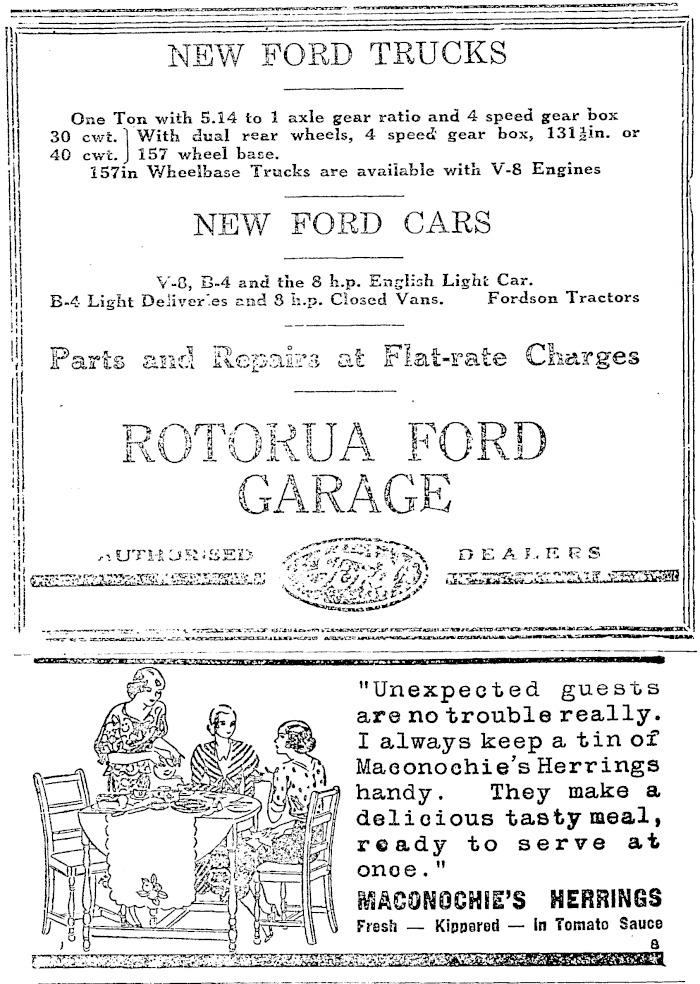 NEW FORD TRUCKS
One Ton with 5.14 to 1 axle gear ratio and 4 speed gear box
30 cwt. } With dual rear wheels, 4 speed gear box, 131½in. or
40 cwt. } 157 wheel base.
157in Wheelbase Trucks are available with V-8 Engines
NEW FORD CARS
V-8, B-4 and the 8 h.p. English Light Car.
B-4 Light Deliveries and 8 h.p. Closed Vans. Fordson Tractors
Parts and Repairs at Flat-rate Charges
ROTORUA FORD
GARAGE
AUTHORISED Ford DEALERS
"Unexpected guests
are no trouble really.
I always keep a tin of
Maconochie's Herrings
handy. They make a
delicious tasty meal,
ready to serve at
once."
MACONOCHIE'S HERRINGS
Fresh — Kippered — In Tomato Sauce
8